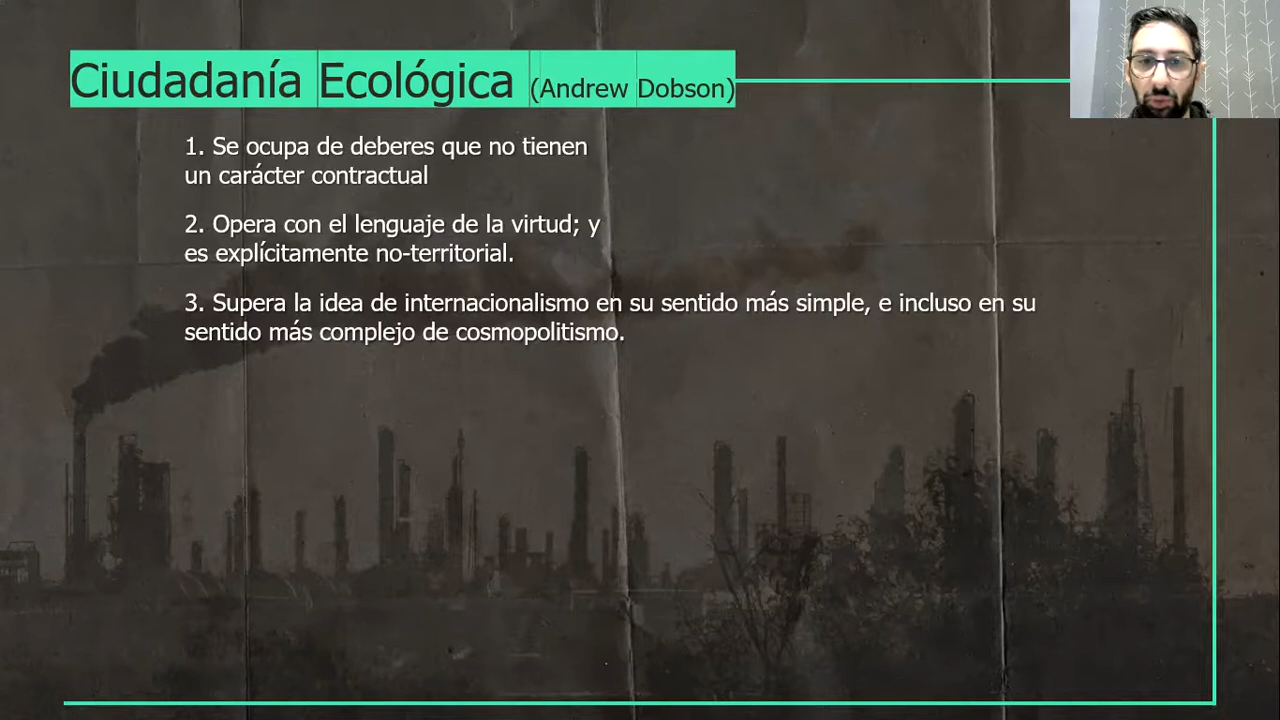 Ciudadanía Ecológica (Andrew Dobson)
1. Se ocupa de deberes que no tienen
un carácter contractual
2. Opera con el lenguaje de la virtud; y
es explícitamente no-territorial.
3. Supera la idea de internacionalismo en su sentido más simple, e incluso en su
sentido más complejo de cosmopolitismo.